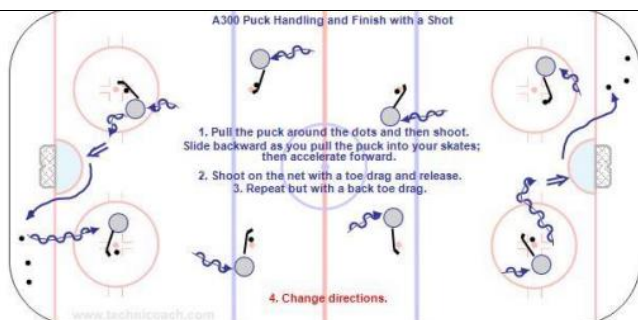 A300 Puck Handling and Finish with a Shot
1. Pull the puck around the dots and then shoot.
Slide backward as you pull the puck into your skates;
then accelerate forward.
2. Shoot on the net with a toe drag and release.
3. Repeat but with a back toe drag.
4. Change directions.
www.technicoach.com